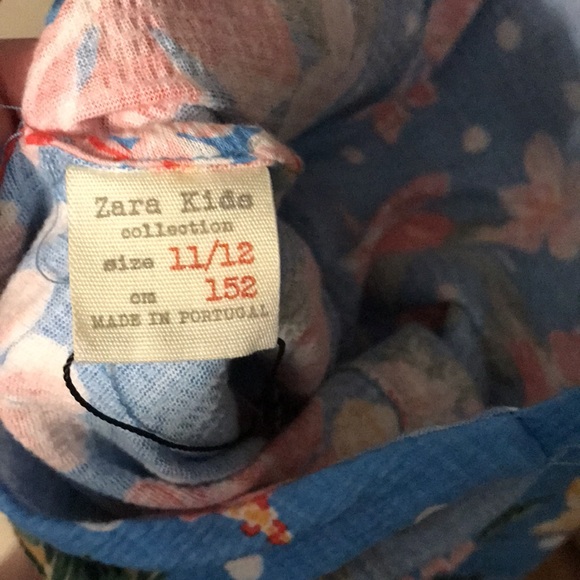 Zara Kids
collection
size 11/12
cm 152
MADE IN PORTUGAL